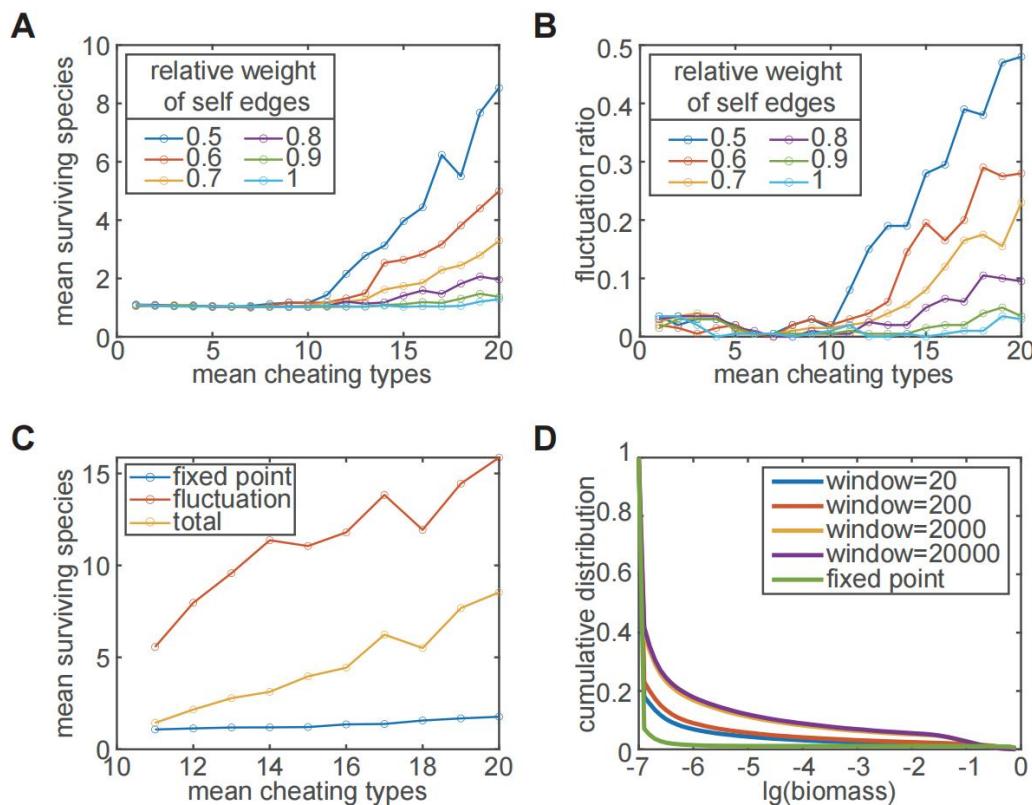 A
mean surviving species
10
8
6
4
2
0
0 5 10 15 20
mean cheating types
relative weight
of self edges
0.5 0.8
0.6 0.9
0.7 1
B
fluctuation ratio
0.5
0.4
0.3
0.2
0.1
0
0 5 10 15 20
mean cheating types
relative weight
of self edges
0.5 0.8
0.6 0.9
0.7 1
C
mean surviving species
15
10
5
0
10 12 14 16 18 20
mean cheating types
fixed point
fluctuation
total
D
cumulative distribution
1
0.8
0.6
0.4
0.2
0
-7 -6 -5 -4 -3 -2 -1 0
lg(biomass)
window=20
window=200
window=2000
window=20000
fixed point